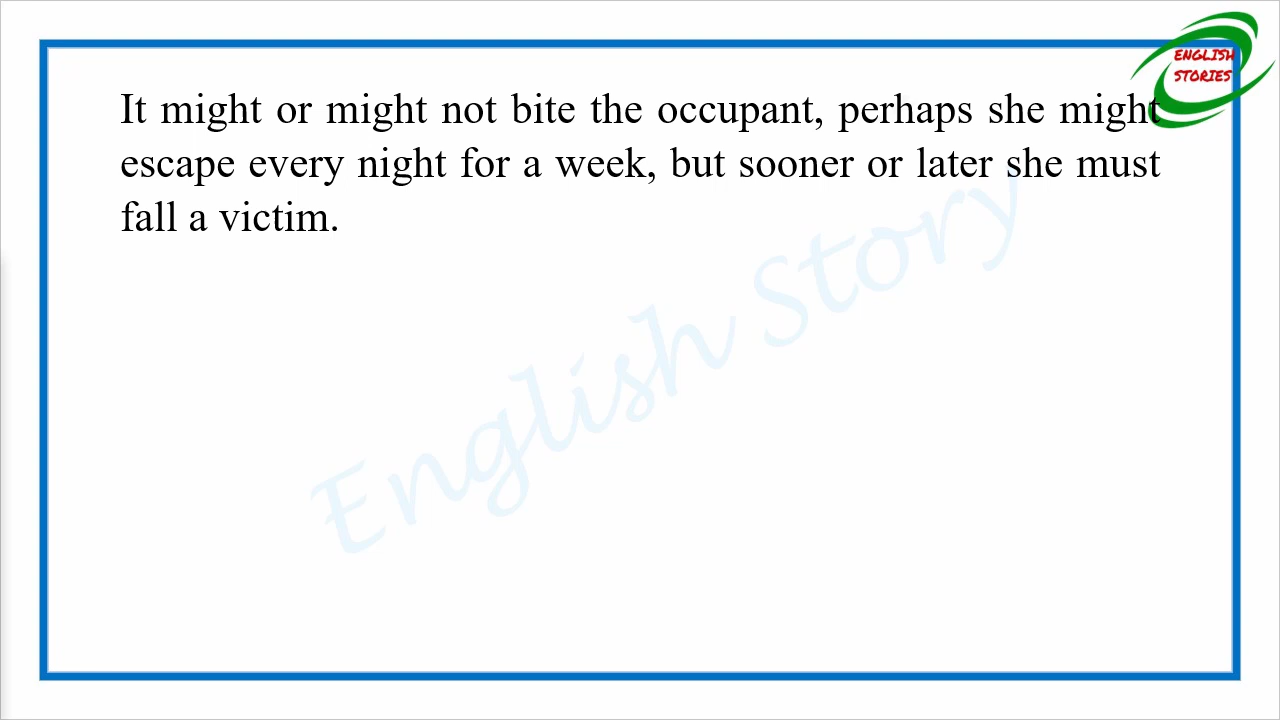 ENGLISH
STORIES
It might or might not bite the occupant, perhaps she might
escape every night for a week, but sooner or later she must
fall a victim.
English Story